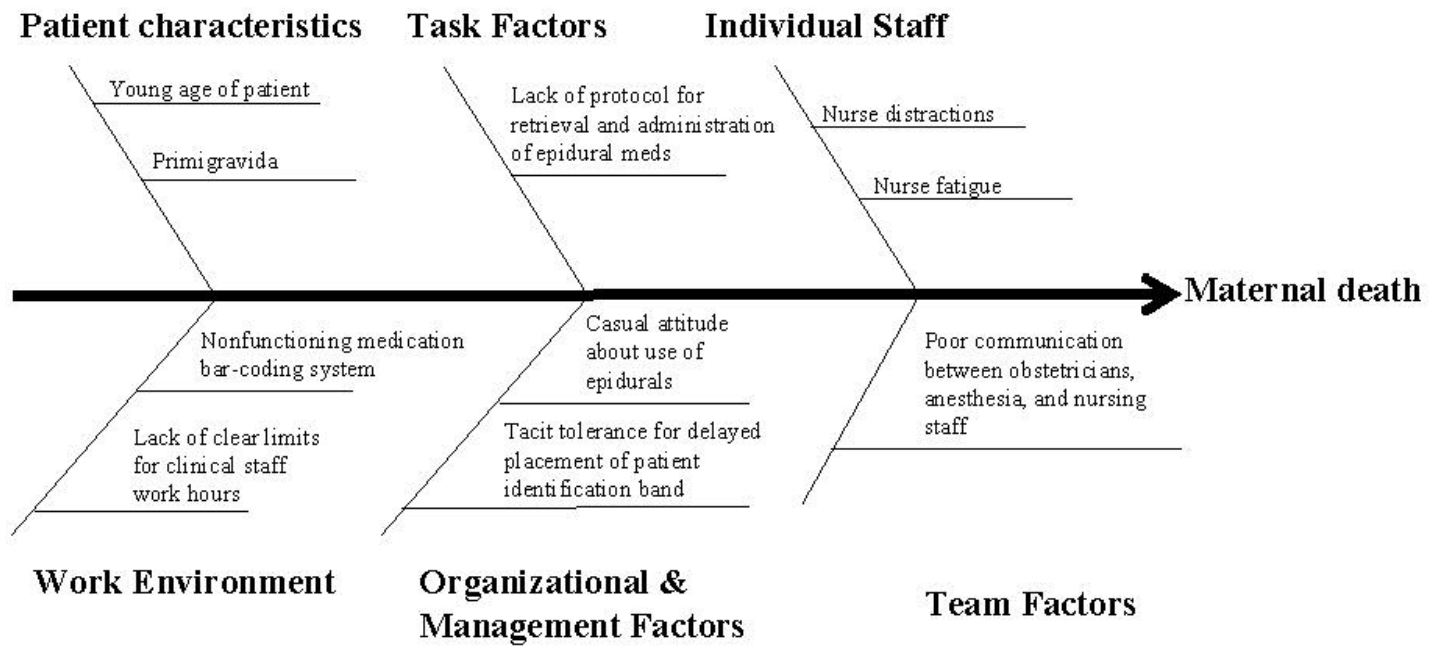 Patient characteristics
Task Factors
Individual Staff
Young age of patient
Primigravida
Lack of protocol for
retrieval and administration
of epidural meds
Nurse distractions
Nurse fatigue
Maternal death
Nonfunctioning medication
bar-coding system
Lack of clear limits
for clinical staff
work hours
Casual attitude
about use of
epidurals
Tacit tolerance for delayed
placement of patient
identification band
Poor communication
between obstetricians,
anesthesia, and nursing
staff
Work Environment
Organizational &
Management Factors
Team Factors